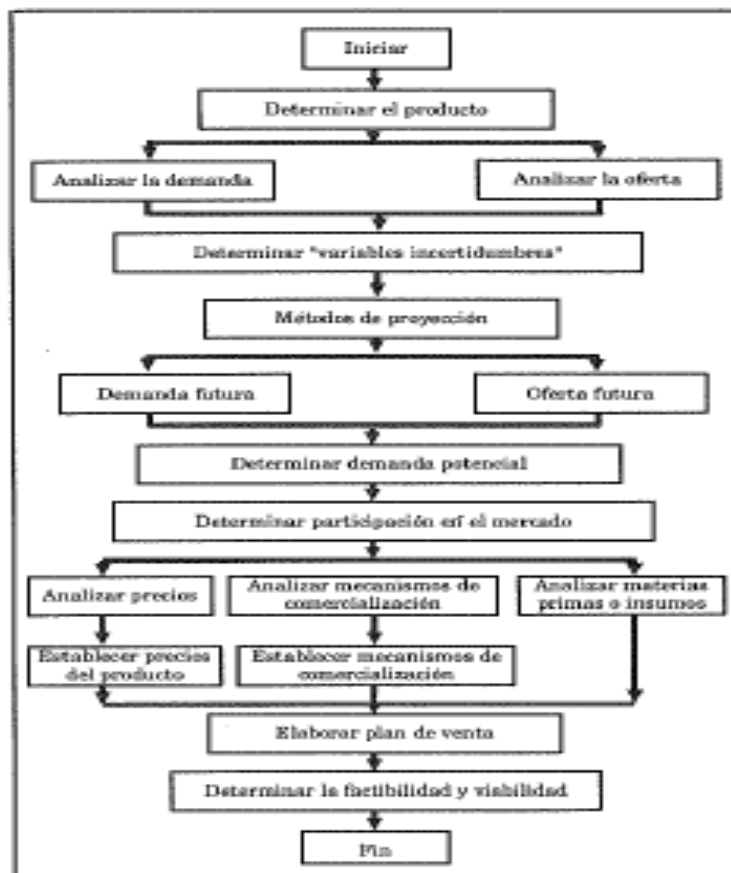 Iniciar
Determinar el producto
Analizar la demanda
Analizar la oferta
Determinar "variables incertidumbres"
Métodos de proyección
Demanda futura
Oferta futura
Determinar demanda potencial
Determinar participación en el mercado
Analizar precios
Analizar mecanismos de
comercialización
Analizar materias
primas o insumos
Establecer precios
del producto
Establecer mecanismos de
comercialización
Elaborar plan de venta
Determinar la factibilidad y viabilidad
Fin